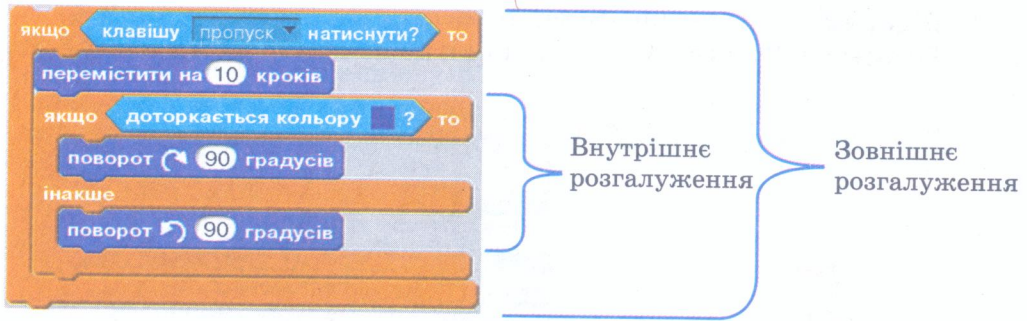 якщо клавішу пропуск натиснути? то
перемістити на 10 кроків
якщо доторкається кольору ? то
поворот 90 градусів
інакше
поворот 90 градусів
Внутрішнє
розгалуження
Зовнішнє
розгалуження